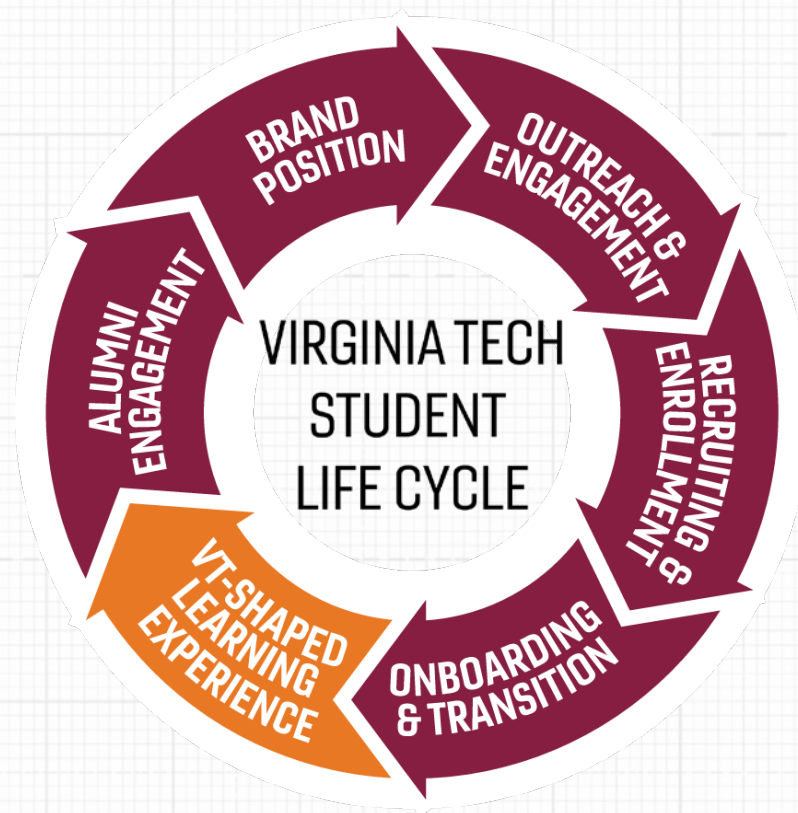 BRAND
POSITION
OUTREACH &
ENGAGEMENT
RECRUITING &
ENROLLMENT
ONBOARDING
& TRANSITION
VT-SHAPED
LEARNING
EXPERIENCE
ALUMNI
ENGAGEMENT
VIRGINIA TECH
STUDENT
LIFE CYCLE